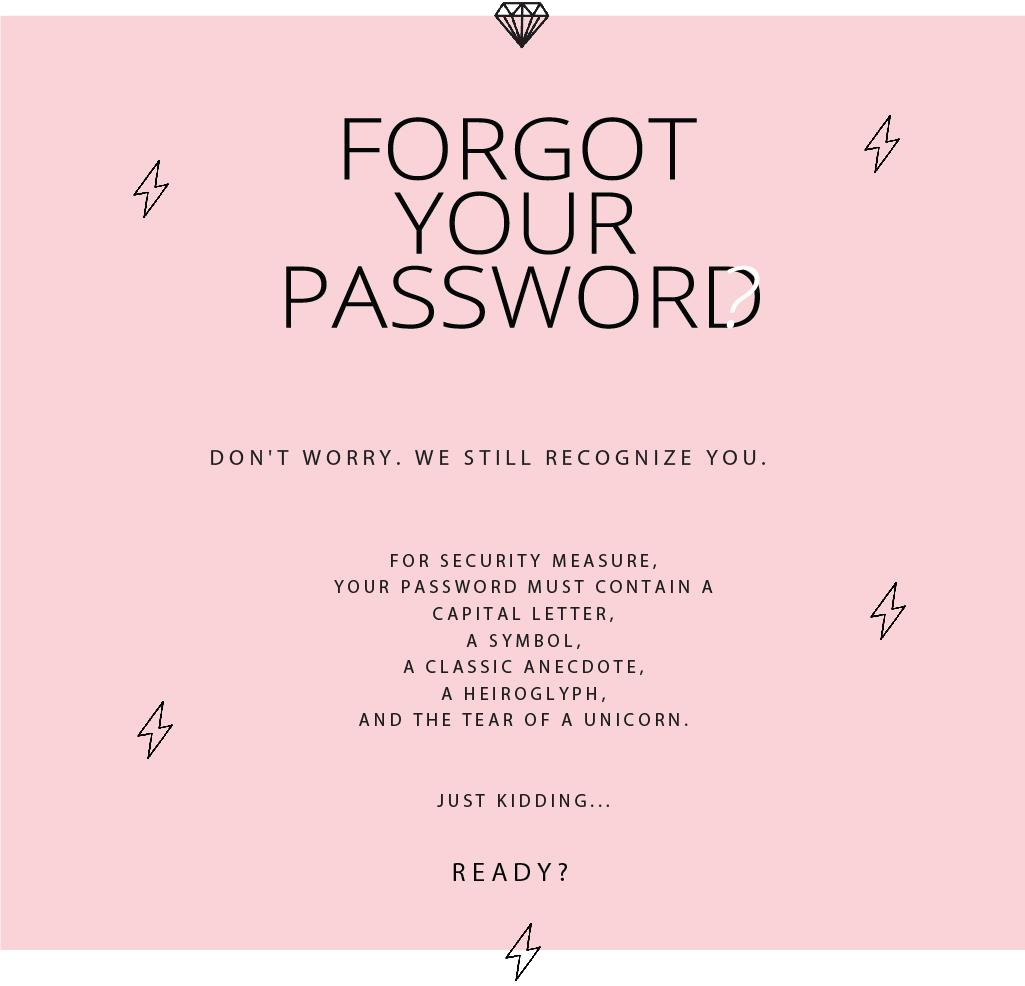 FORGOT
YOUR
PASSWORD?
DON'T WORRY. WE STILL RECOGNIZE YOU.
FOR SECURITY MEASURE,
YOUR PASSWORD MUST CONTAIN A
CAPITAL LETTER,
A SYMBOL,
A CLASSIC ANECDOTE,
A HEIROGLYPH,
AND THE TEAR OF A UNICORN.
JUST KIDDING...
READY?